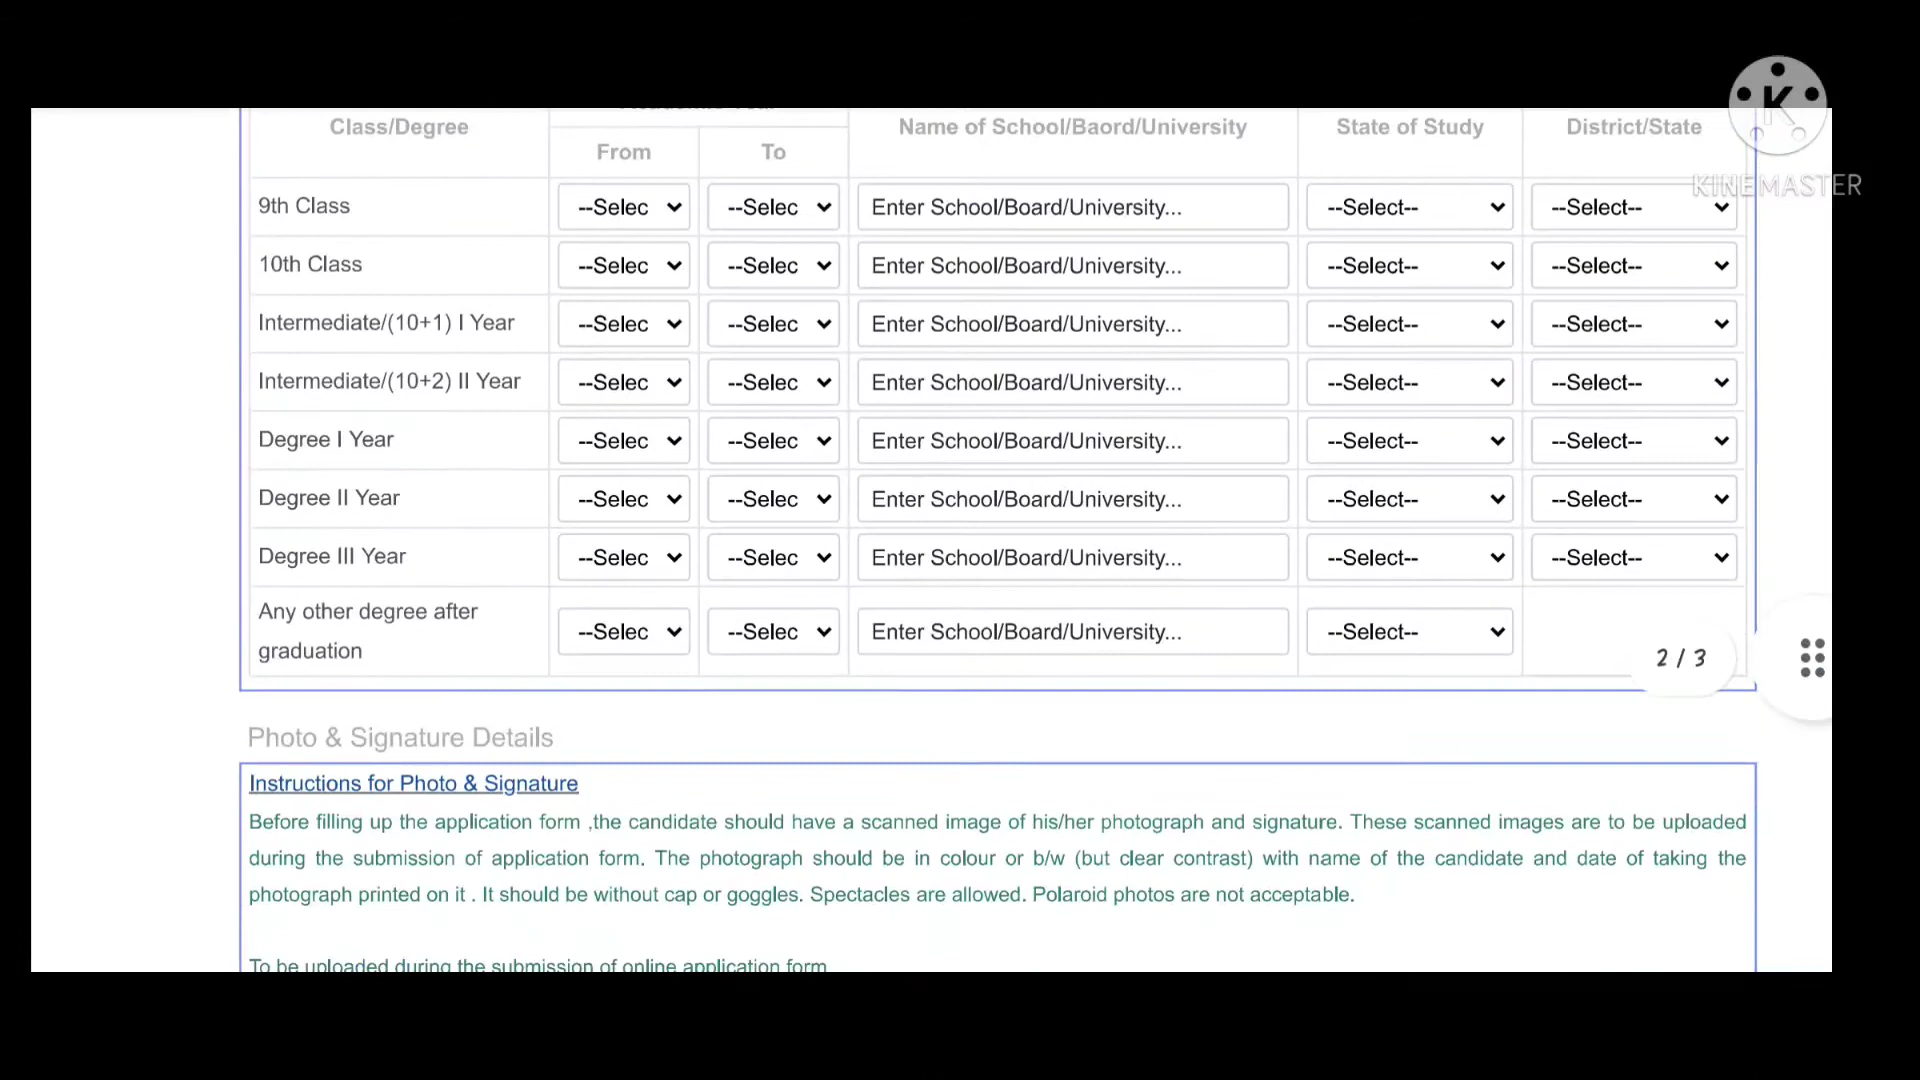 Class/Degree
From
To
Name of School/Baord/University
State of Study
District/State
K
KINEMASTER
9th Class --Selec --Selec Enter School/Board/University... --Select-- --Select--
10th Class --Selec --Selec Enter School/Board/University... --Select-- --Select--
Intermediate/(10+1) I Year --Selec --Selec Enter School/Board/University... --Select-- --Select--
Intermediate/(10+2) II Year --Selec --Selec Enter School/Board/University... --Select-- --Select--
Degree I Year --Selec --Selec Enter School/Board/University... --Select-- --Select--
Degree II Year --Selec --Selec Enter School/Board/University... --Select-- --Select--
Degree III Year --Selec --Selec Enter School/Board/University... --Select-- --Select--
Any other degree after
graduation
--Selec --Selec Enter School/Board/University... --Select--
2 / 3
Photo & Signature Details
Instructions for Photo & Signature
Before filling up the application form ,the candidate should have a scanned image of his/her photograph and signature. These scanned images are to be uploaded
during the submission of application form. The photograph should be in colour or b/w (but clear contrast) with name of the candidate and date of taking the
photograph printed on it . It should be without cap or goggles. Spectacles are allowed. Polaroid photos are not acceptable.
To be uploaded during the submission of online application form